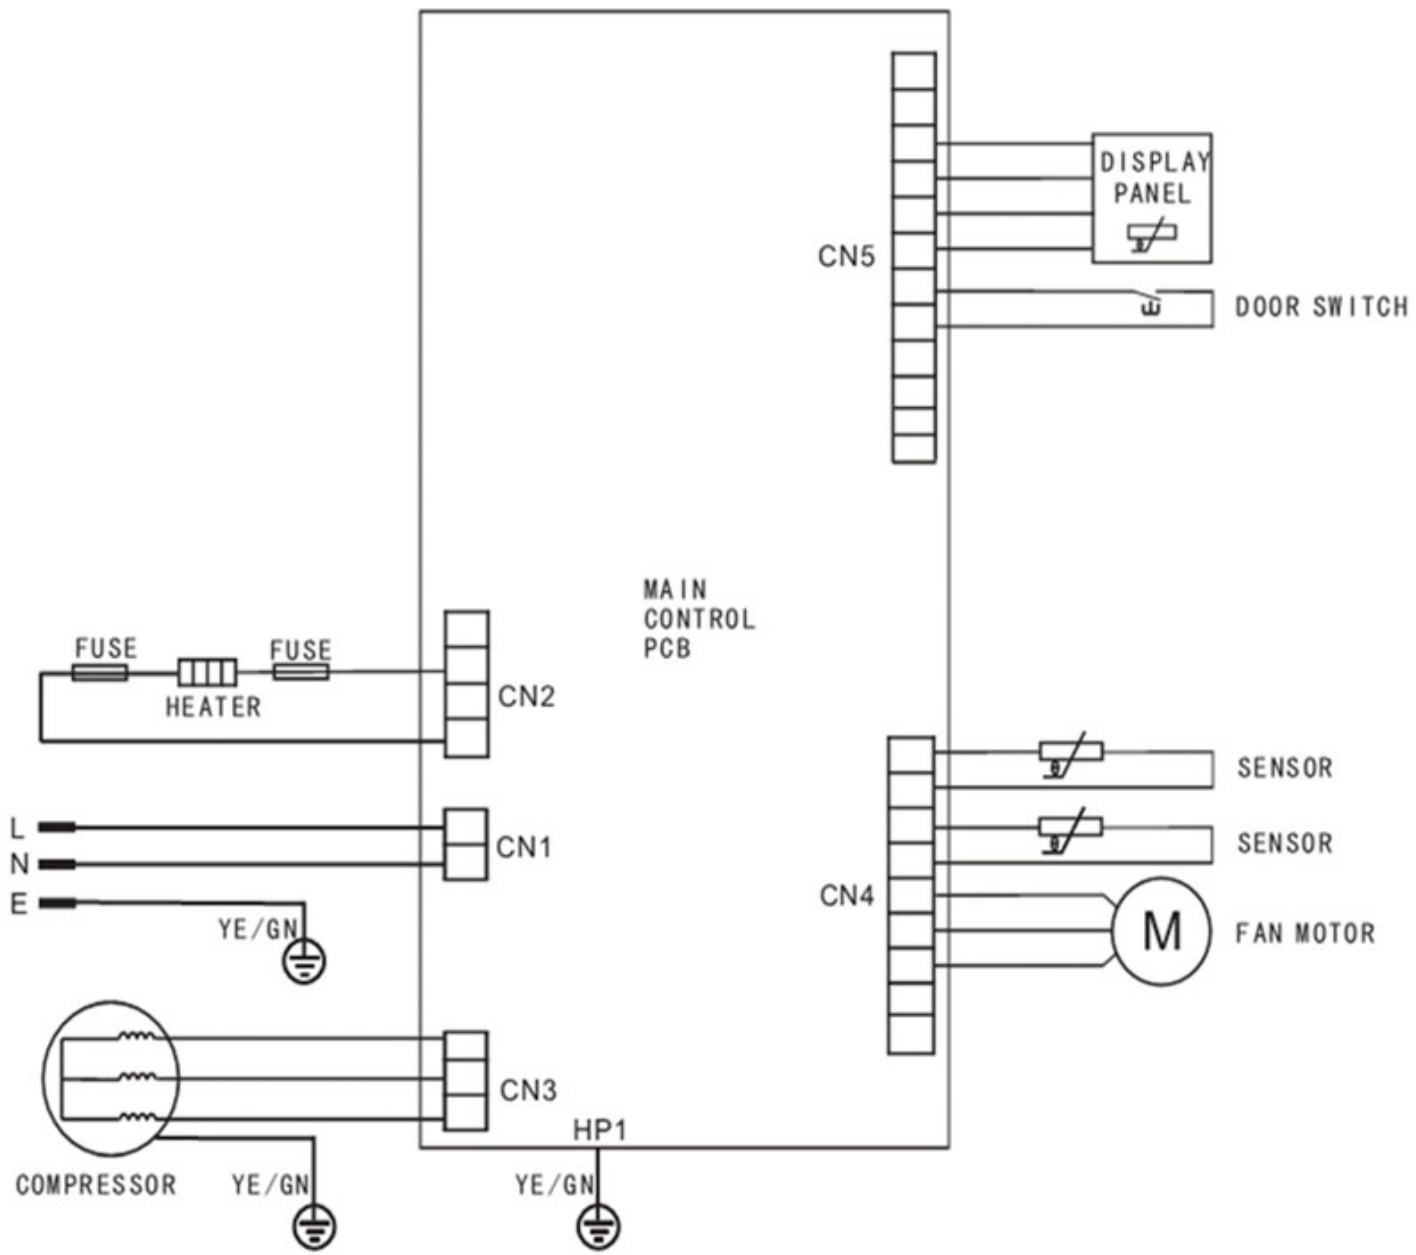 DISPLAY
PANEL
θ
CN5
DOOR SWITCH
MAIN
CONTROL
PCB
FUSE
FUSE
HEATER
CN2
θ
SENSOR
L
N
E
CN1
θ
SENSOR
YE/GN
CN4
M
FAN MOTOR
CN3
HP1
COMPRESSOR
YE/GN
YE/GN